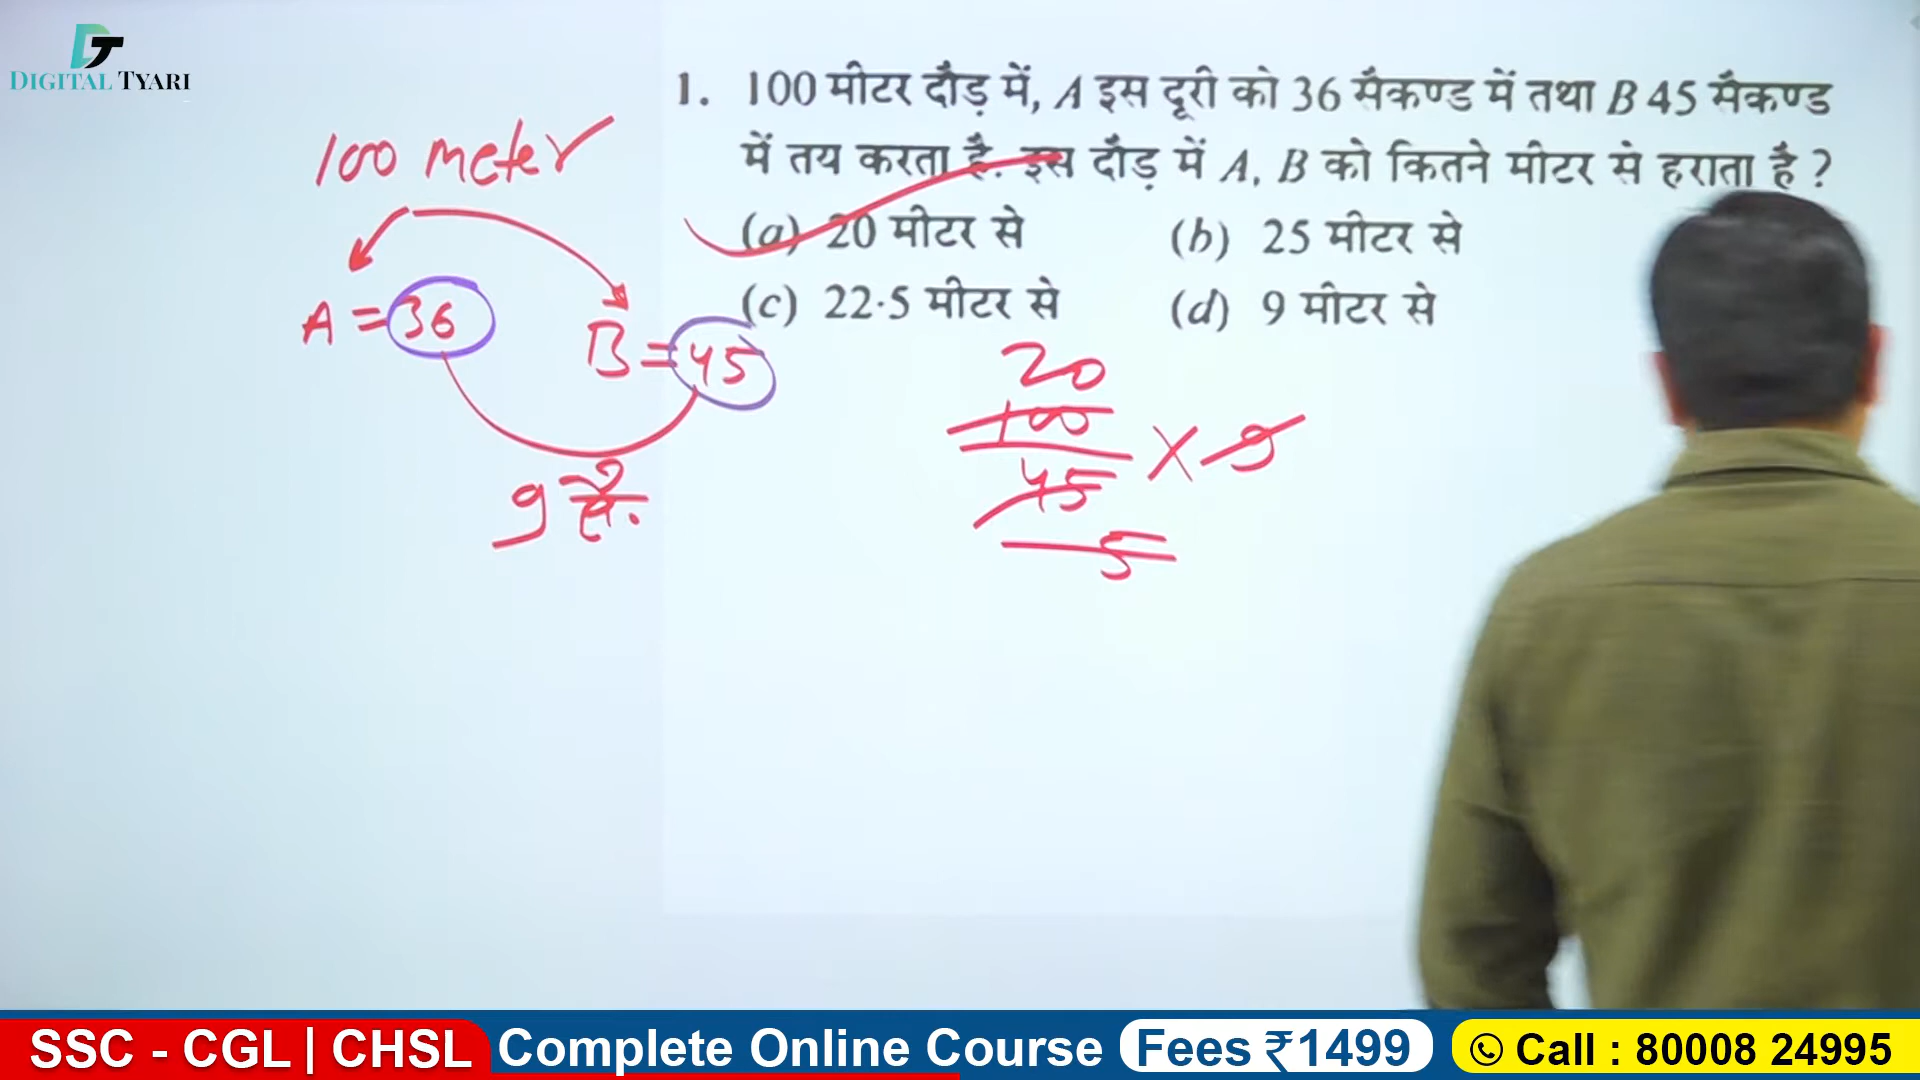 DT
DIGITAL TYARI
1. 100 मीटर दौड़ में, A इस दूरी को 36 सैकण्ड में तथा B 45 सैकण्ड
में तय करता है. इस दौड़ में A, B को कितने मीटर से हराता है ?
(a) 20 मीटर से (b) 25 मीटर से
(c) 22·5 मीटर से (d) 9 मीटर से
100 meter
A = 36
B = 45
9 सै.
20
100
45 × 9
5
SSC - CGL | CHSL Complete Online Course Fees ₹1499 Call : 80008 24995